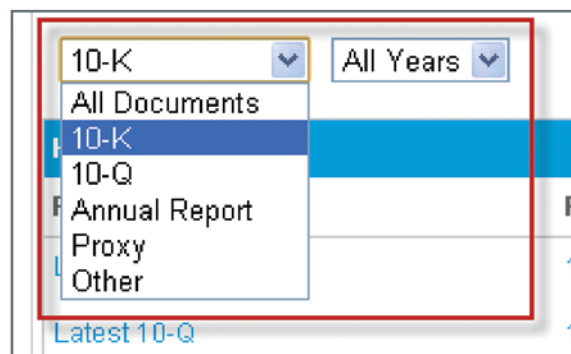 10-K All Years
All Documents
10-K
10-Q
Annual Report
Proxy
Other
Latest 10-Q